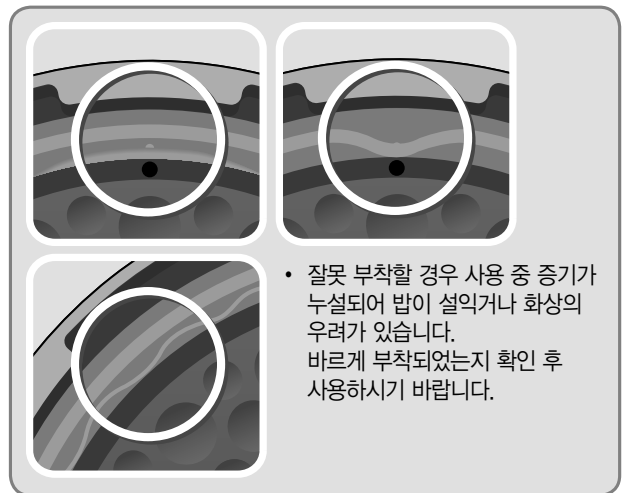 • 잘못 부착할 경우 사용 중 증기가
누설되어 밥이 설익거나 화상의
우려가 있습니다.
바르게 부착되었는지 확인 후
사용하시기 바랍니다.